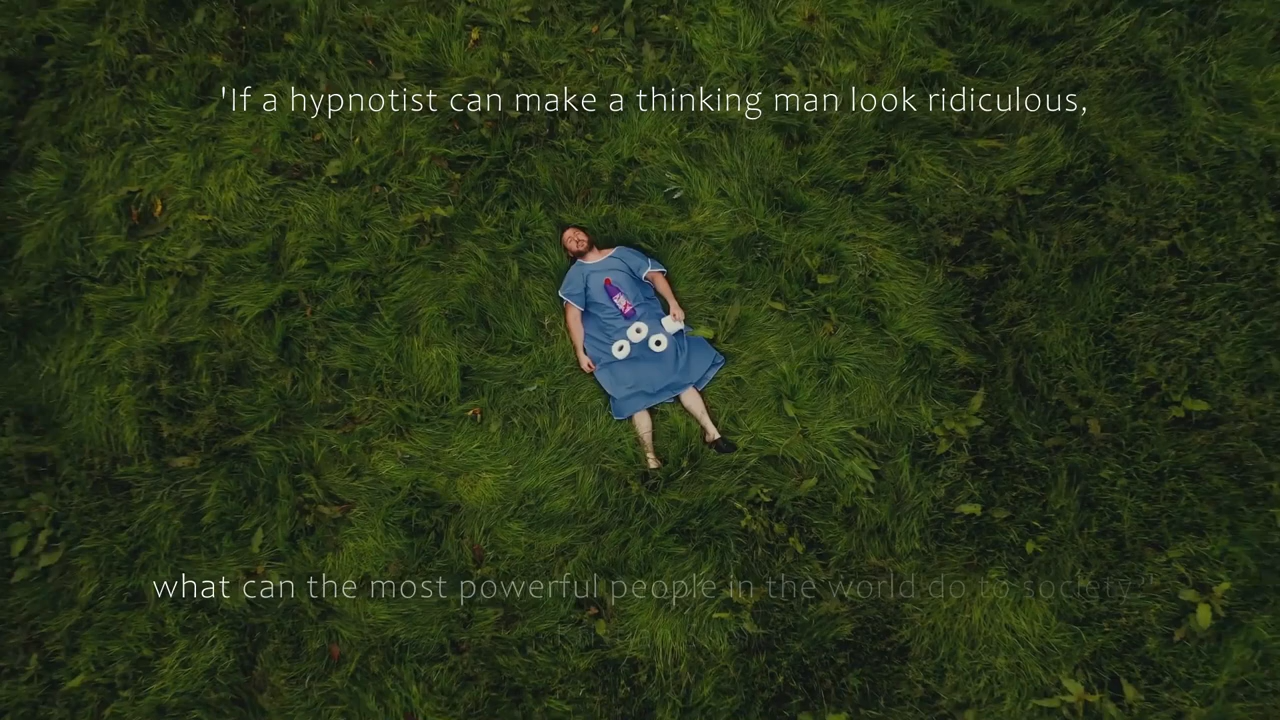 'If a hypnotist can make a thinking man look ridiculous,
what can the most powerful people in the world do to society?'